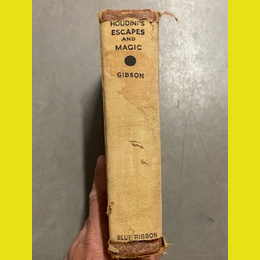 HOUDINI'S
ESCAPES
AND
MAGIC
GIBSON
BLUE RIBBON